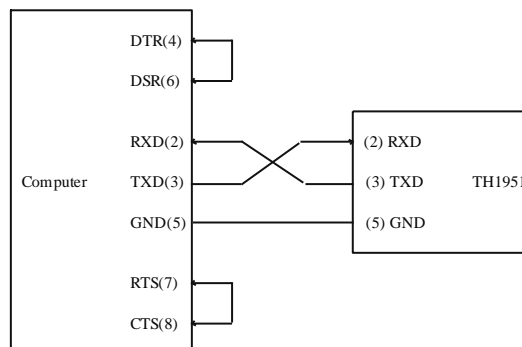 DTR(4)
DSR(6)
RXD(2)
(2) RXD
Computer
TXD(3)
(3) TXD
TH1951
GND(5)
(5) GND
RTS(7)
CTS(8)